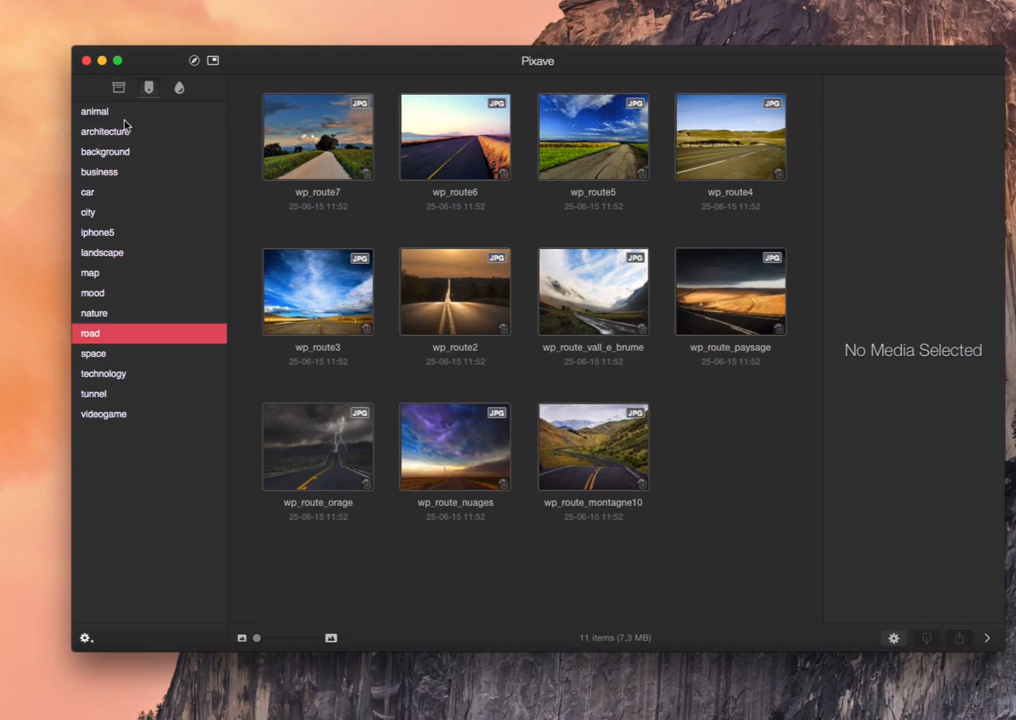 Pixave
animal
architecture
background
business
car
city
iphone5
landscape
map
mood
nature
road
space
technology
tunnel
videogame
JPG
JPG
JPG
JPG
wp_route7
wp_route6
wp_route5
wp_route4
25-06-15 11:52
25-06-15 11:52
25-06-15 11:52
25-06-15 11:52
JPG
JPG
JPG
JPG
wp_route3
wp_route2
wp_route_vall_e_brume
wp_route_paysage
25-06-15 11:52
25-06-15 11:52
25-06-15 11:52
25-06-15 11:52
JPG
JPG
JPG
wp_route_orage
wp_route_nuages
wp_route_montagne10
25-06-15 11:52
25-06-15 11:52
25-06-15 11:52
No Media Selected
11 items (7,3 MB)